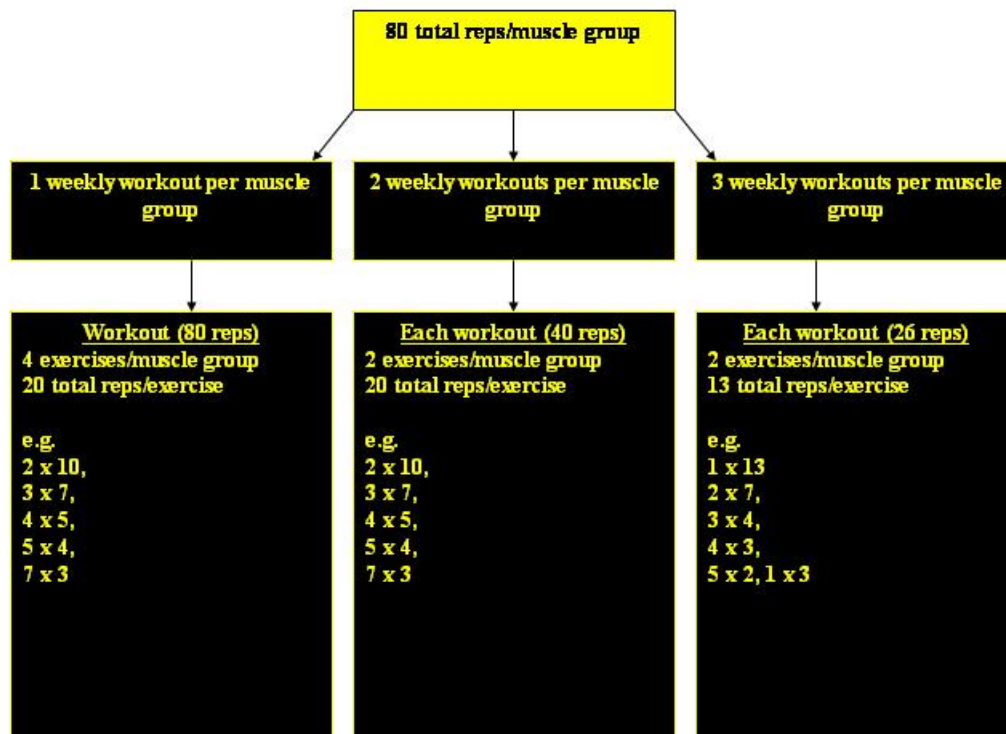 80 total reps/muscle group
1 weekly workout per muscle
group
2 weekly workouts per muscle
group
3 weekly workouts per muscle
group
Workout (80 reps)
4 exercises/muscle group
20 total reps/exercise
e.g.
2 x 10,
3 x 7,
4 x 5,
5 x 4,
7 x 3
Each workout (40 reps)
2 exercises/muscle group
20 total reps/exercise
e.g.
2 x 10,
3 x 7,
4 x 5,
5 x 4,
7 x 3
Each workout (26 reps)
2 exercises/muscle group
13 total reps/exercise
e.g.
1 x 13
2 x 7,
3 x 4,
4 x 3,
5 x 2, 1 x 3